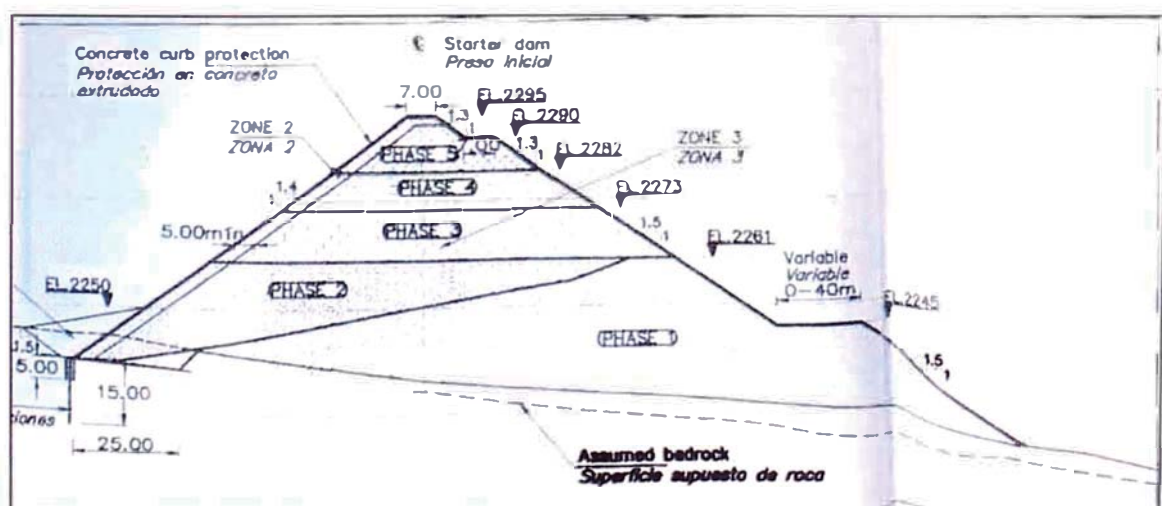 Concrete curb protection
Protección en concreto
extrudado
℄ Starter dam
Presa Inicial
7.00
1.3
1
EL.2295
EL.2290
ZONE 2
ZONA 2
PHASE 5
1.3
1
EL.2282
ZONE 3
ZONA 3
PHASE 4
EL.2273
1.4
1
5.00min
PHASE 3
1.5
1
EL.2261
Variable
Variable
0-40m
EL.2250
PHASE 2
EL.2245
PHASE 1
1.5
1
1.5
5.00
15.00
ciones
25.00
Assumed bedrock
Superficie supuesta de roca